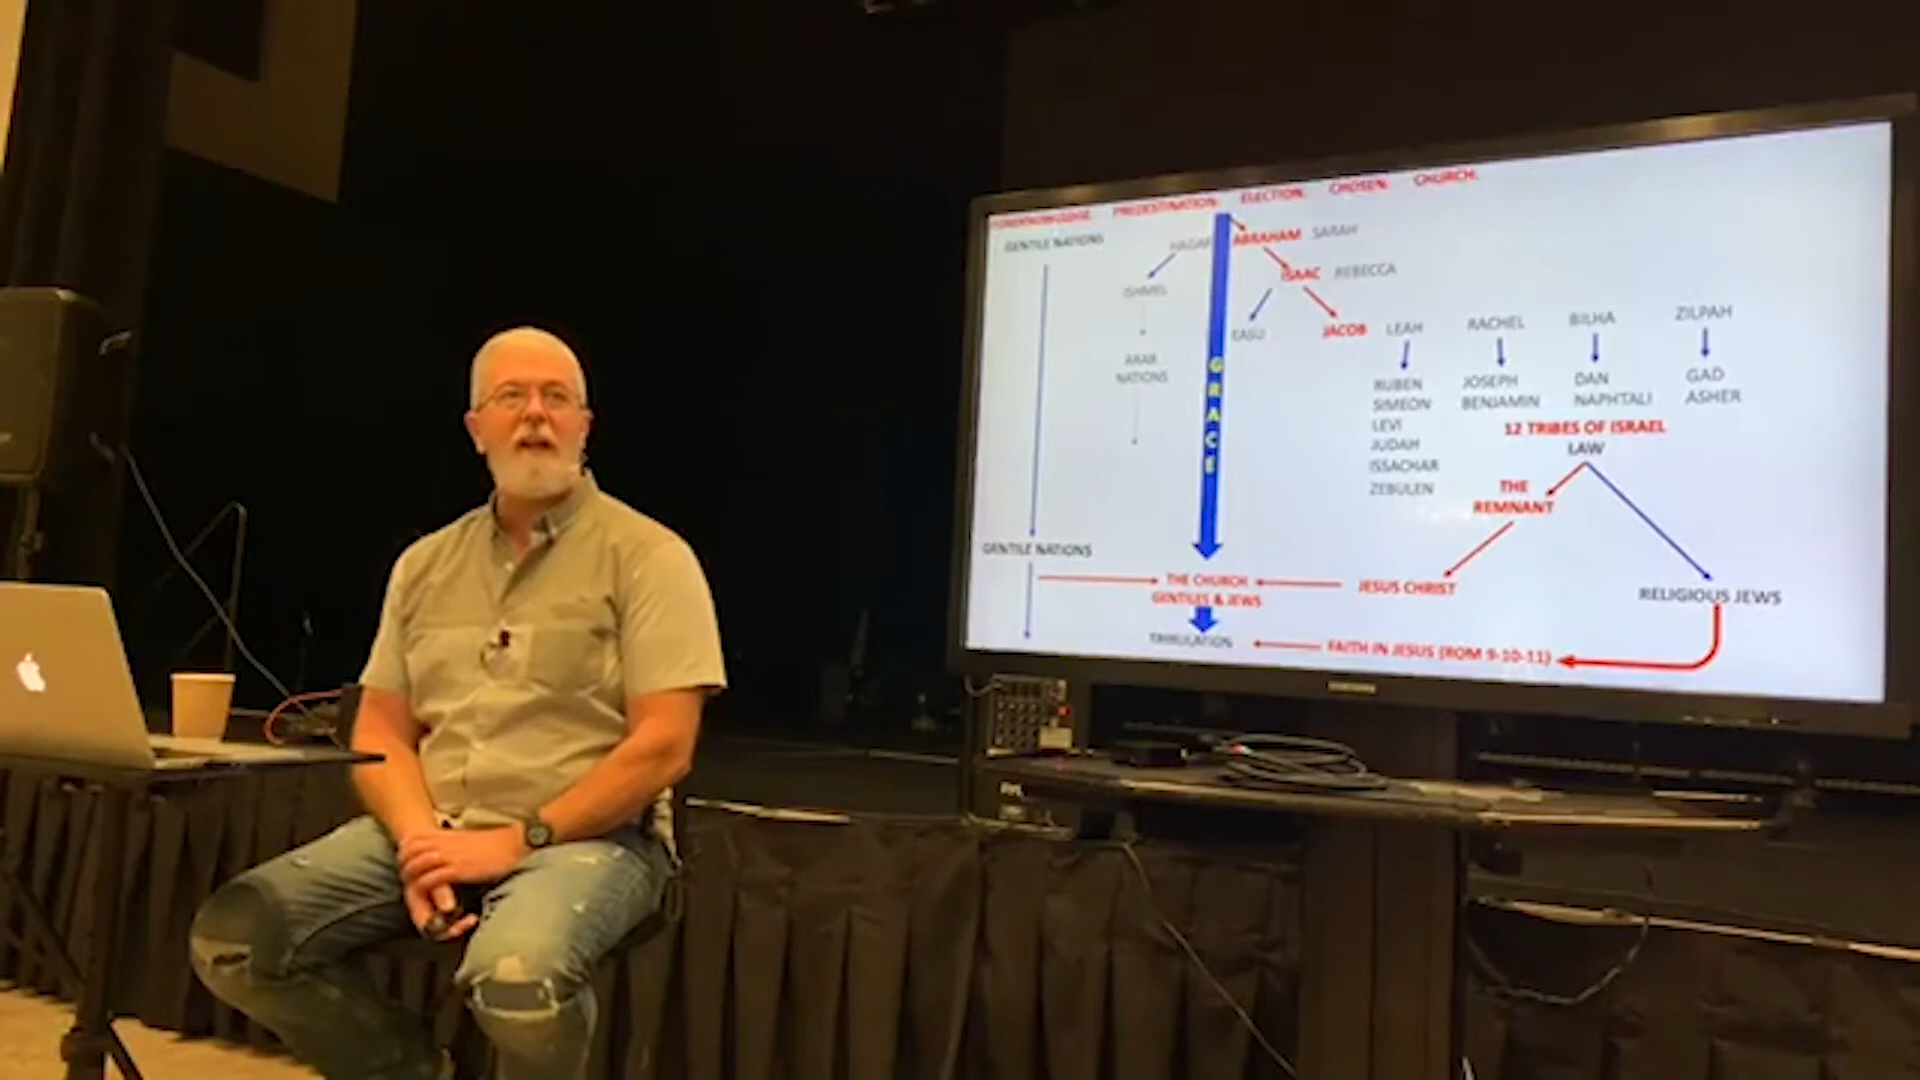 FOREKNOWLEDGE. PREDESTINATION. ELECTION. CHOSEN. CHURCH.
GENTILE NATIONS
HAGAR ABRAHAM SARAH
ISAAC REBECCA
ISHMEL
EASU
JACOB LEAH RACHEL BILHA ZILPAH
ARAB
NATIONS
GRACE
RUBEN
SIMEON
LEVI
JUDAH
ISSACHAR
ZEBULEN
JOSEPH
BENJAMIN
DAN
NAPHTALI
GAD
ASHER
12 TRIBES OF ISRAEL
LAW
THE
REMNANT
GENTILE NATIONS
THE CHURCH
GENTILES & JEWS
JESUS CHRIST
RELIGIOUS JEWS
TRIBULATION
FAITH IN JESUS (ROM 9-10-11)
SAMSUNG